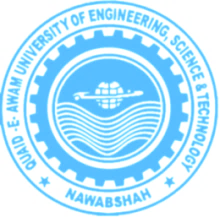 QUAID-E-AWAM UNIVERSITY OF ENGINEERING, SCIENCE & TECHNOLOGY
NAWABSHAH